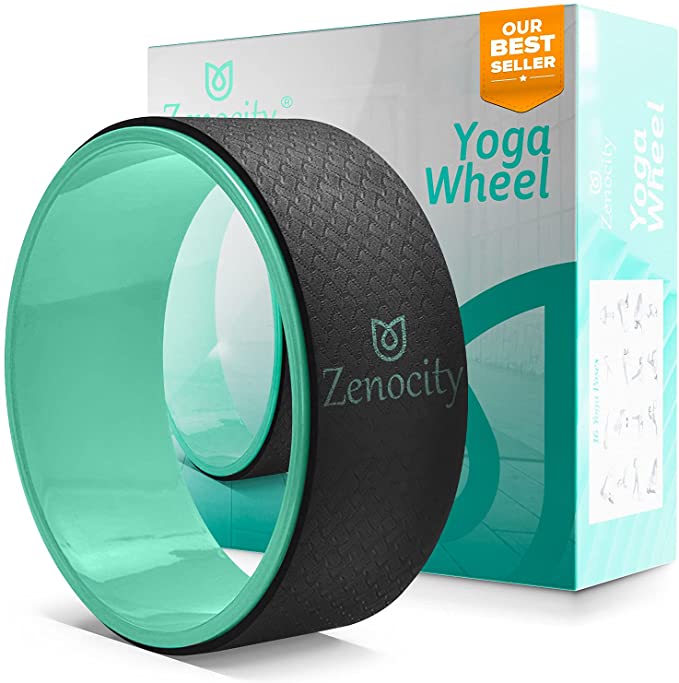 OUR
BEST
SELLER
Zenocity®
Yoga
Wheel
Zenocity
Yoga
Wheel
Zenocity
16 Yoga Poses